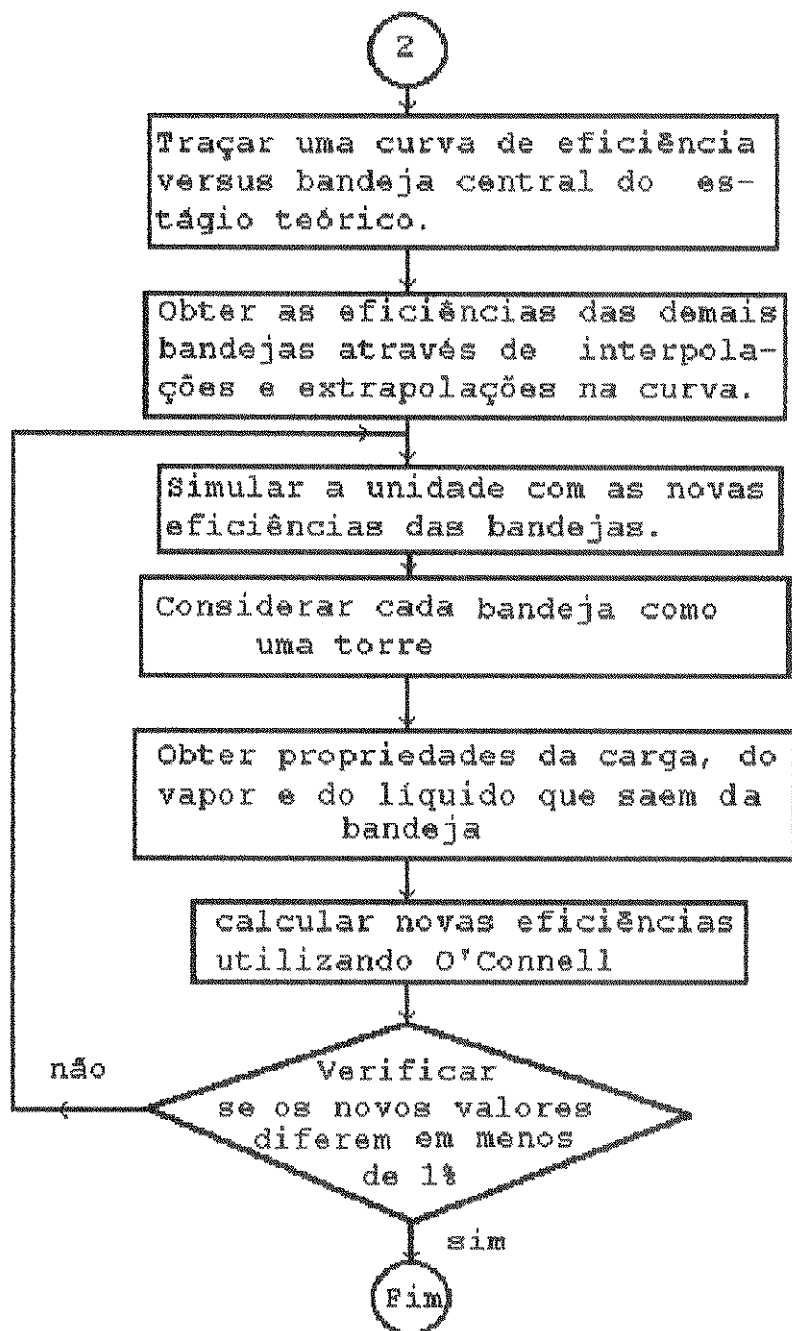 2
Traçar uma curva de eficiência
versus bandeja central do es-
tágio teórico.
Obter as eficiências das demais
bandejas através de interpola-
ções e extrapolações na curva.
Simular a unidade com as novas
eficiências das bandejas.
Considerar cada bandeja como
uma torre
Obter propriedades da carga, do
vapor e do líquido que saem da
bandeja
calcular novas eficiências
utilizando O'Connell
não
Verificar
se os novos valores
diferem em menos
de 1%
sim
Fim